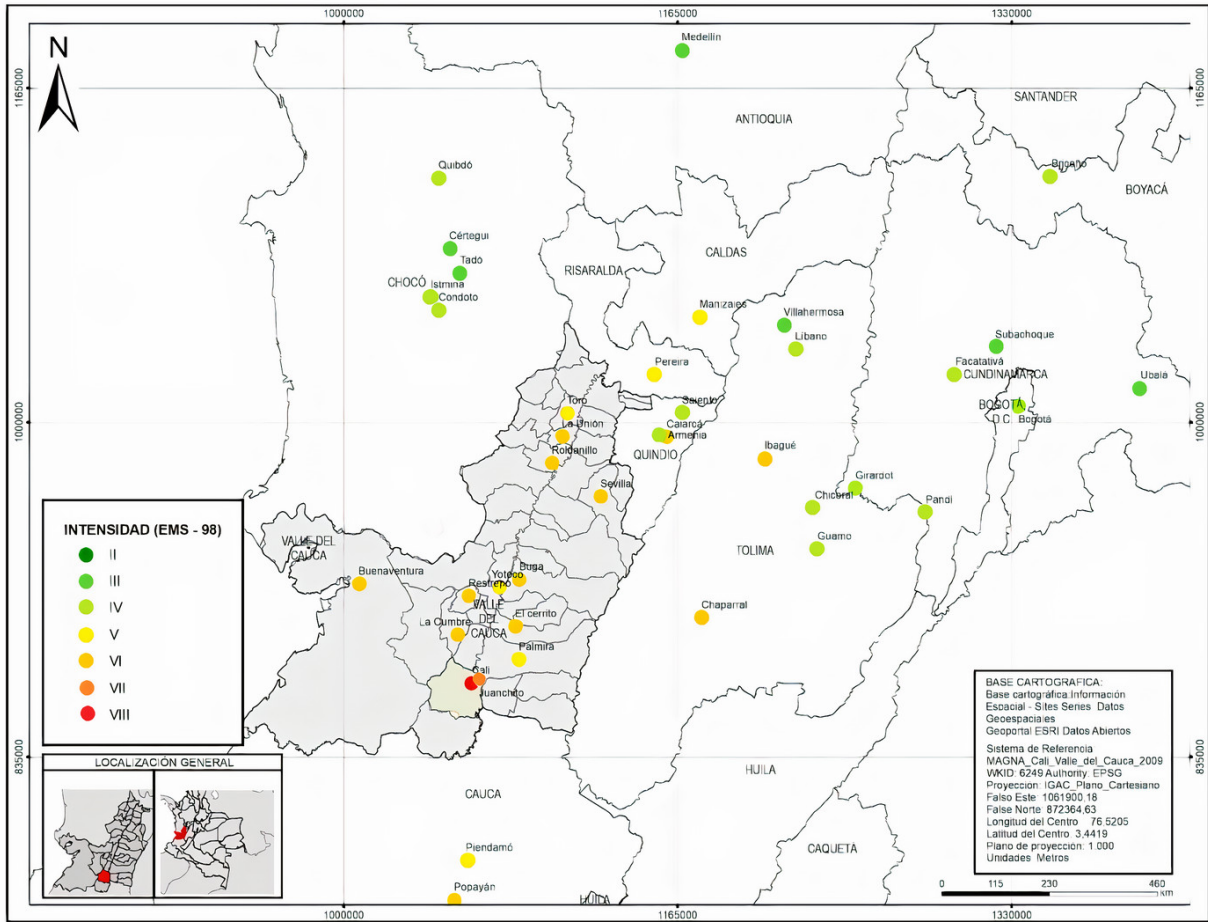 1000000
1165000
1330000
N
Medellín
1165000
1165000
SANTANDER
ANTIOQUIA
Quibdó
Briceño
BOYACÁ
Cértegui
Tadó
CALDAS
RISARALDA
CHOCÓ
Istmina
Condoto
Manizales
Villahermosa
Líbano
Subachoque
Facatativá
CUNDINAMARCA
Ubalá
Pereira
Toro
Salento
BOGOTÁ
D.C.
Bogotá
1000000
1000000
La Unión
Calarcá
Armenia
QUINDIO
Roldanillo
Ibagué
Sevilla
Girardot
Chicoral
Pandi
INTENSIDAD (EMS - 98)
II
III
IV
V
VI
VII
VIII
VALLE DEL
CAUCA
Guamo
TOLIMA
Buenaventura
Restrepo
Yotoco
Buga
VALLE
DEL
CAUCA
El cerrito
La Cumbre
Chaparral
Palmira
Cali
Juanchito
BASE CARTOGRAFICA:
Base cartográfica Información
Espacial - Sites Series Datos
Geoespaciales
Geoportal ESRI Datos Abiertos
Sistema de Referencia
MAGNA_Cali_Valle_del_Cauca_2009
WKID: 6249 Authority: EPSG
Proyección: IGAC_Plano_Cartesiano
Falso Este 1061900,18
False Norte 872364,63
Longitud del Centro 76 5205
Latitud del Centro 3,4419
Plano de proyección: 1.000
Unidades Metros
835000
835000
LOCALIZACIÓN GENERAL
HUILA
CAUCA
Piendamó
CAQUETA
Popayán
HUILA
0
115
230
460
km
1000000
1165000
1330000